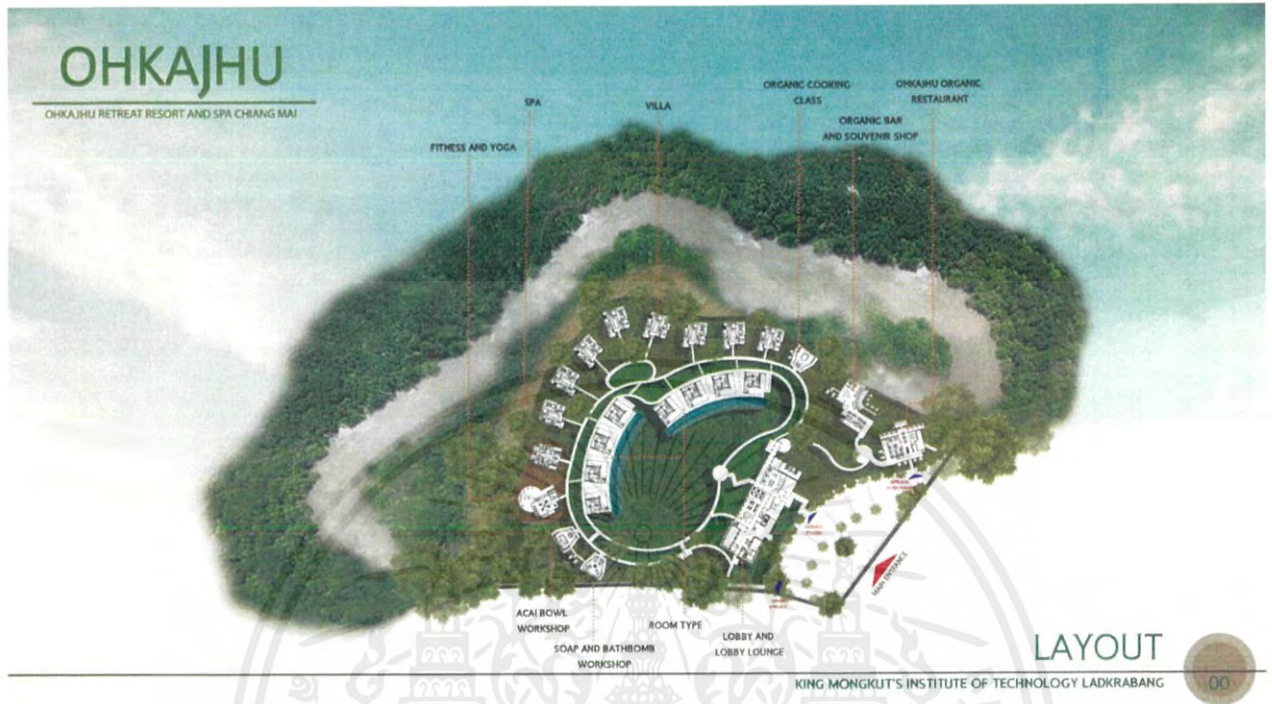 OHKAJHU
OHKAJHU RETREAT RESORT AND SPA CHIANG MAI
FITNESS AND YOGA
SPA
VILLA
ORGANIC COOKING
CLASS
ORGANIC BAR
AND SOUVENIR SHOP
OHKAJHU ORGANIC
RESTAURANT
MAIN ENTRANCE
ACAI BOWL
WORKSHOP
SOAP AND BATHBOMB
WORKSHOP
ROOM TYPE
LOBBY AND
LOBBY LOUNGE
LAYOUT
KING MONGKUT'S INSTITUTE OF TECHNOLOGY LADKRABANG
00